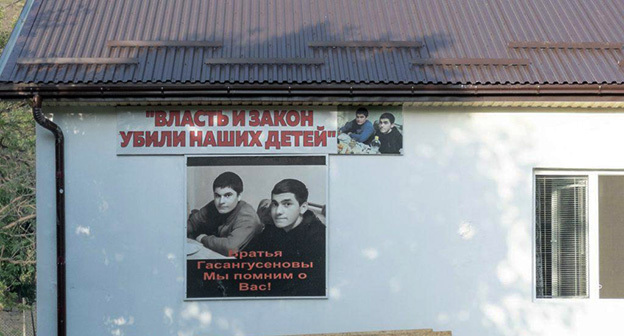 "ВЛАСТЬ И ЗАКОН
УБИЛИ НАШИХ ДЕТЕЙ"
Братья
Гасангусеновы
Мы помним о
Вас!